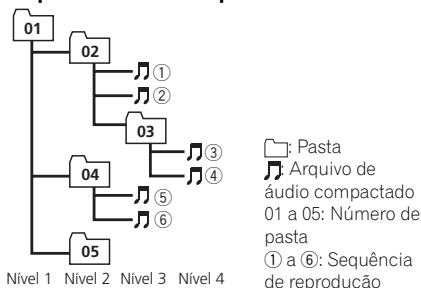 01
02
①
②
03
③
④
04
⑤
⑥
05
Nível 1 Nível 2 Nível 3 Nível 4
: Pasta
: Arquivo de
áudio compactado
01 a 05: Número de
pasta
① a ⑥: Sequência
de reprodução